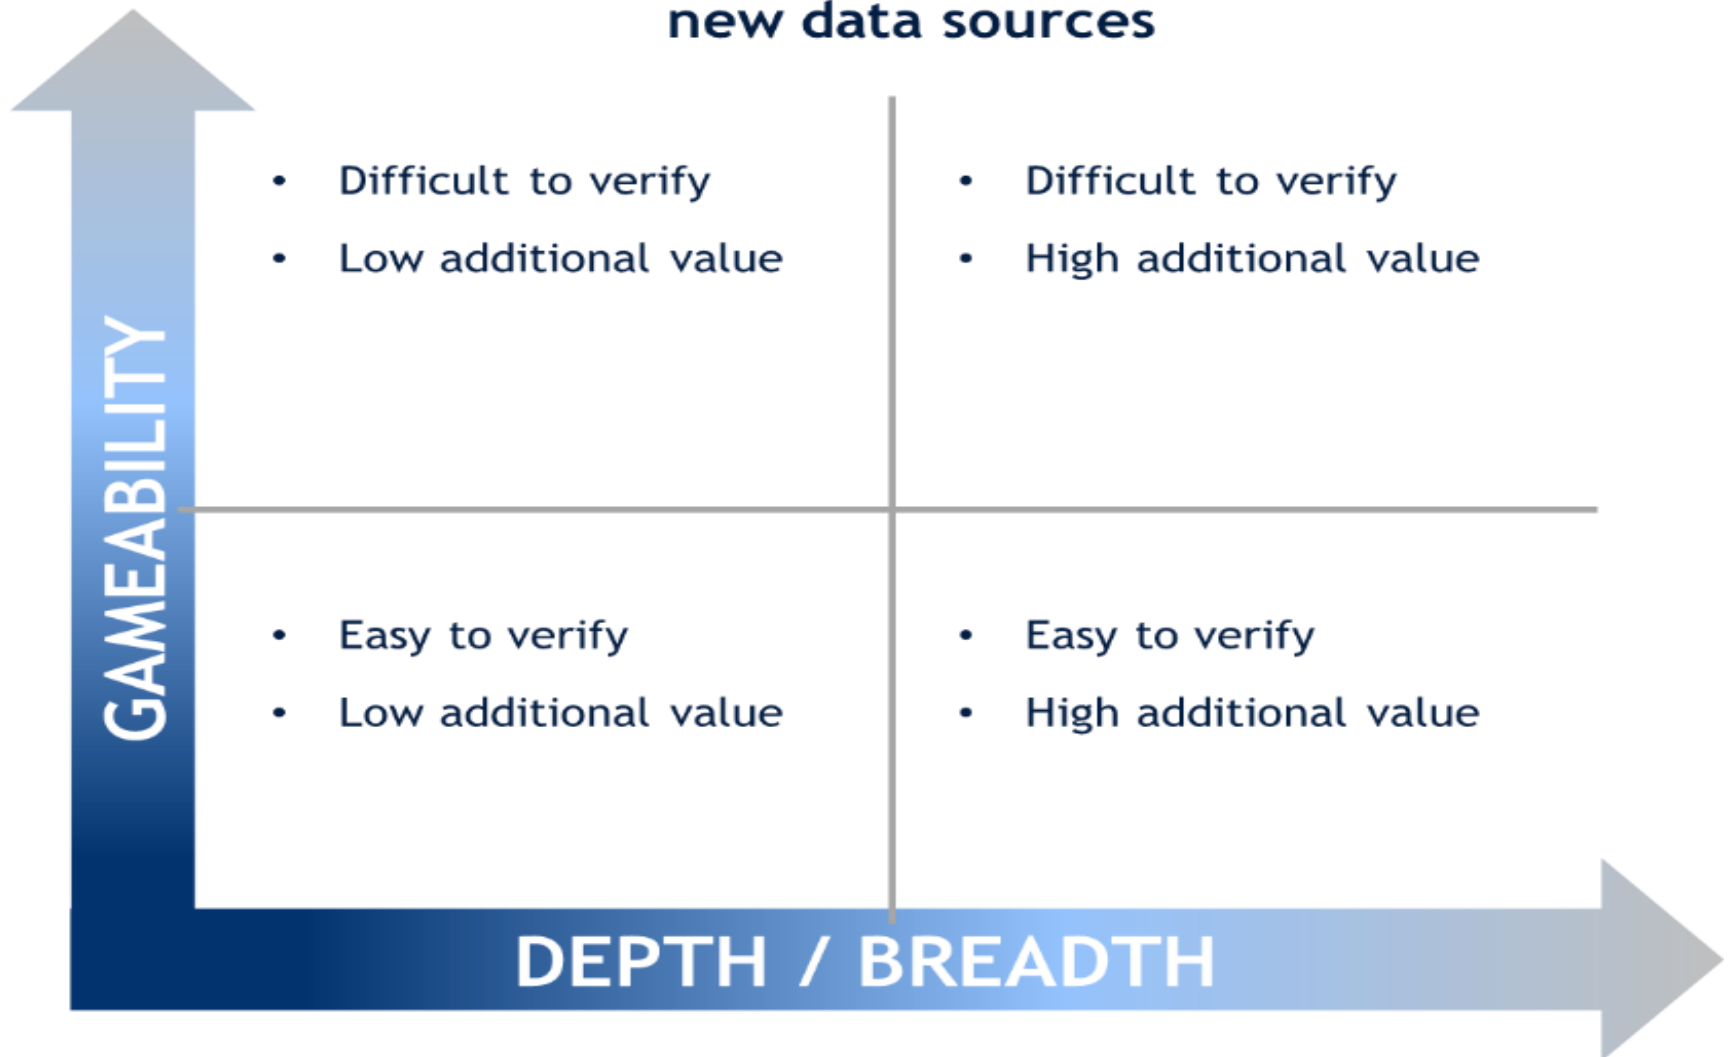 new data sources
• Difficult to verify
• Low additional value
• Difficult to verify
• High additional value
GAMEABILITY
• Easy to verify
• Low additional value
• Easy to verify
• High additional value
DEPTH / BREADTH